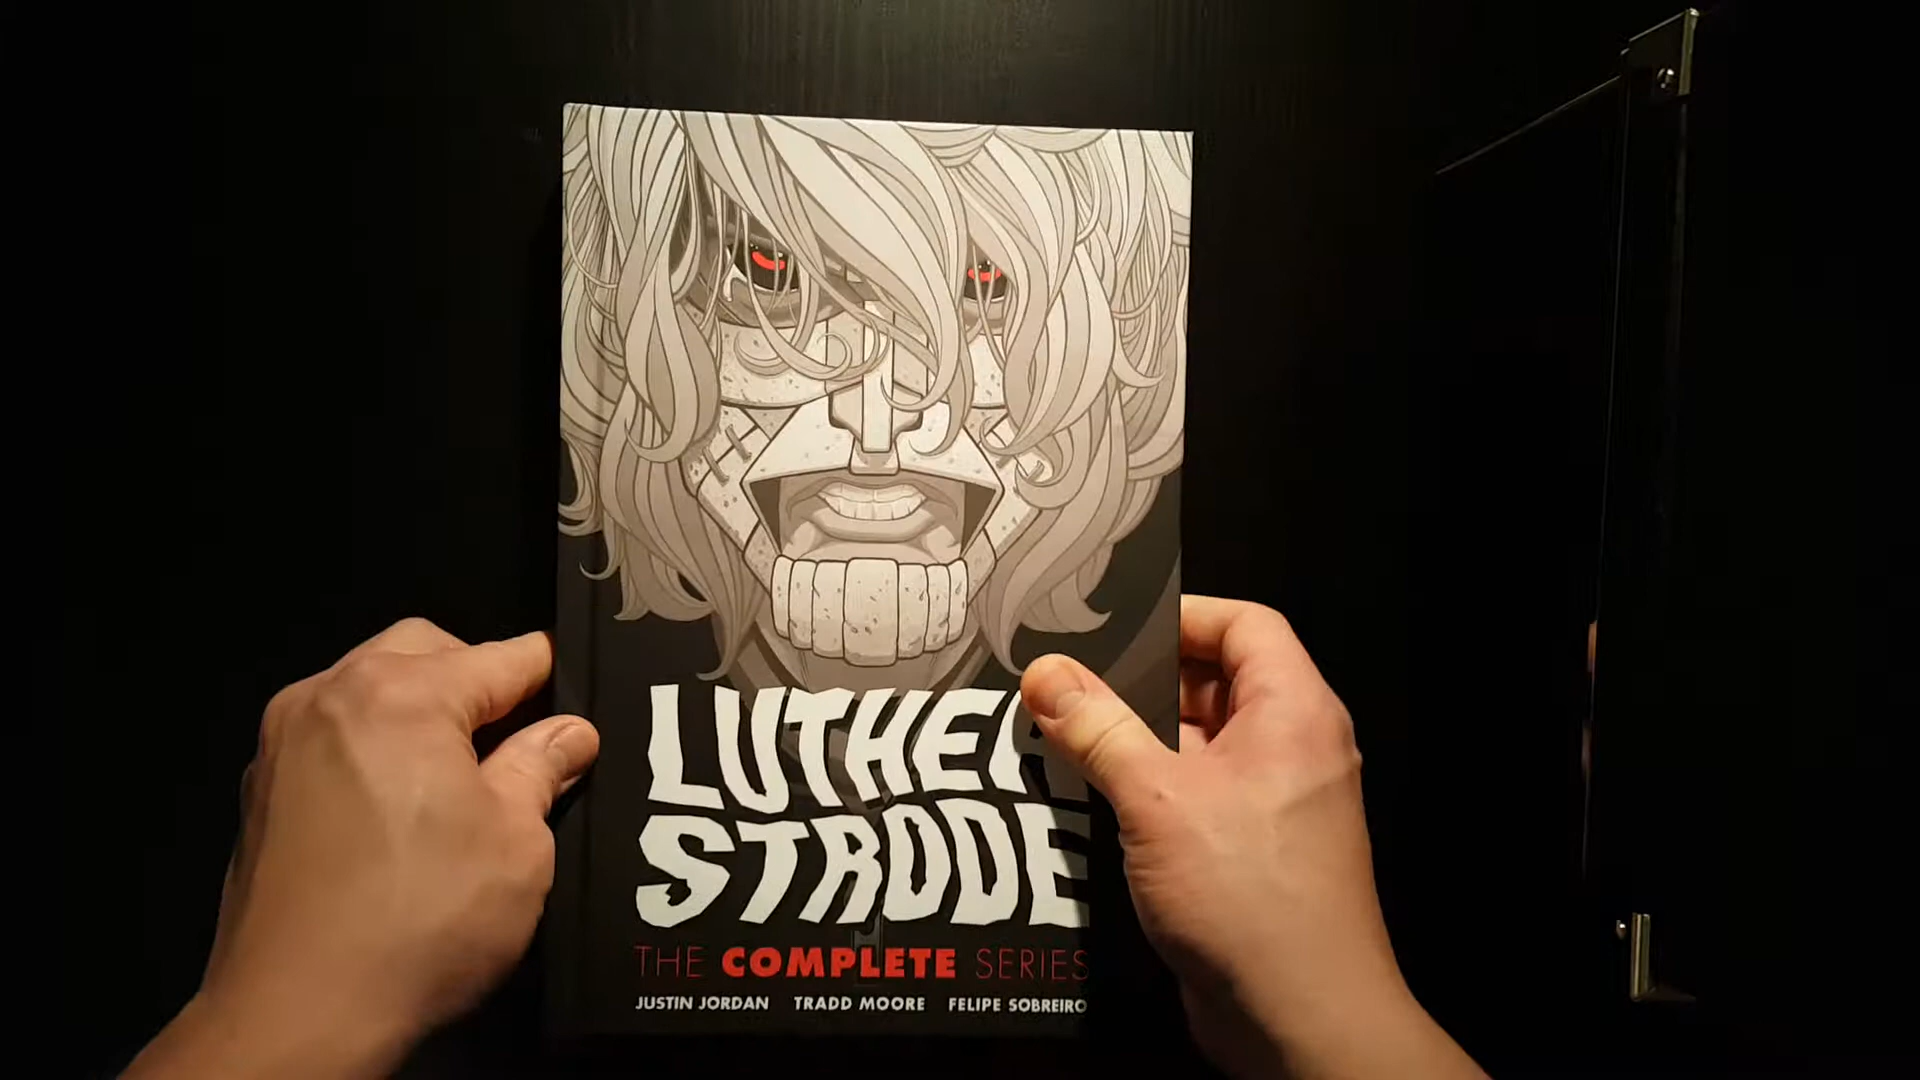 LUTHER
STRODE
THE COMPLETE SERIES
JUSTIN JORDAN TRADD MOORE FELIPE SOBREIRO